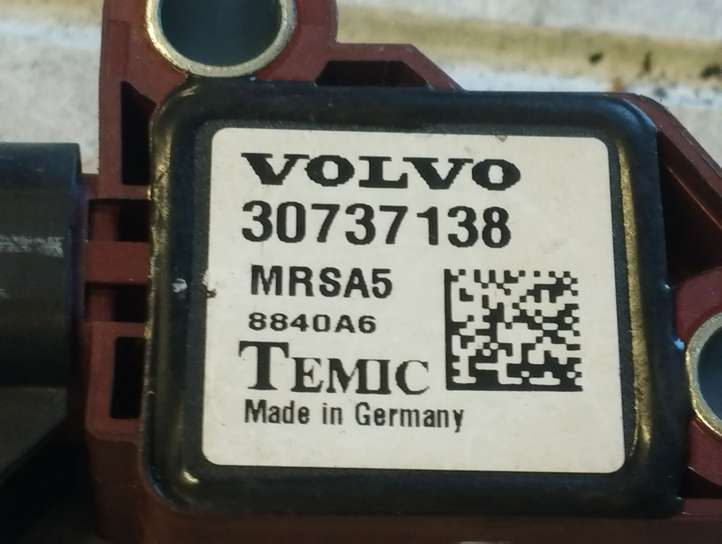 VOLVO
30737138
MRSA5
8840A6
TEMIC
Made in Germany